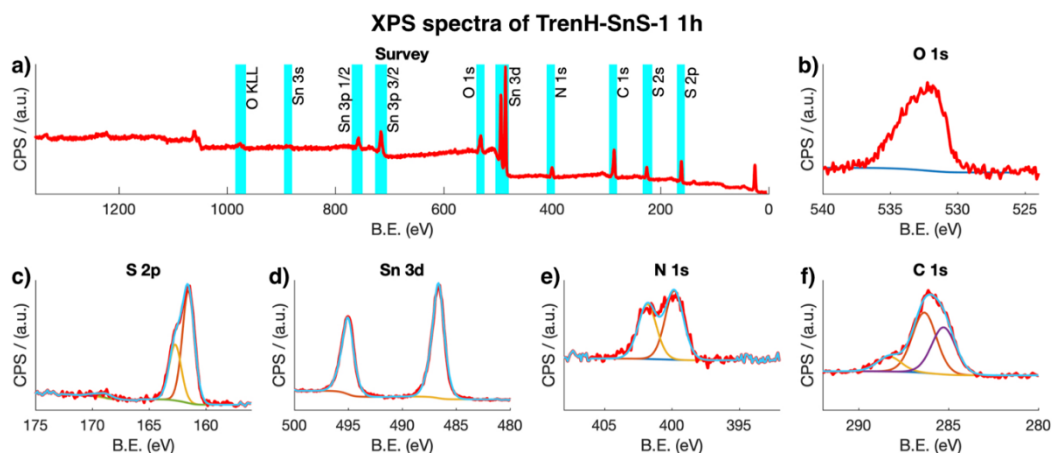 XPS spectra of TrenH-SnS-1 1h
a)
Survey
O KLL
Sn 3s
Sn 3p 1/2
Sn 3p 3/2
O 1s
Sn 3d
N 1s
C 1s
S 2s
S 2p
CPS / (a.u.)
1200 1000 800 600 400 200 0
B.E. (eV)
b)
O 1s
CPS / (a.u.)
540 535 530 525
B.E. (eV)
c)
S 2p
CPS / (a.u.)
175 170 165 160
B.E. (eV)
d)
Sn 3d
CPS / (a.u.)
500 495 490 485 480
B.E. (eV)
e)
N 1s
CPS / (a.u.)
405 400 395
B.E. (eV)
f)
C 1s
CPS / (a.u.)
290 285 280
B.E. (eV)